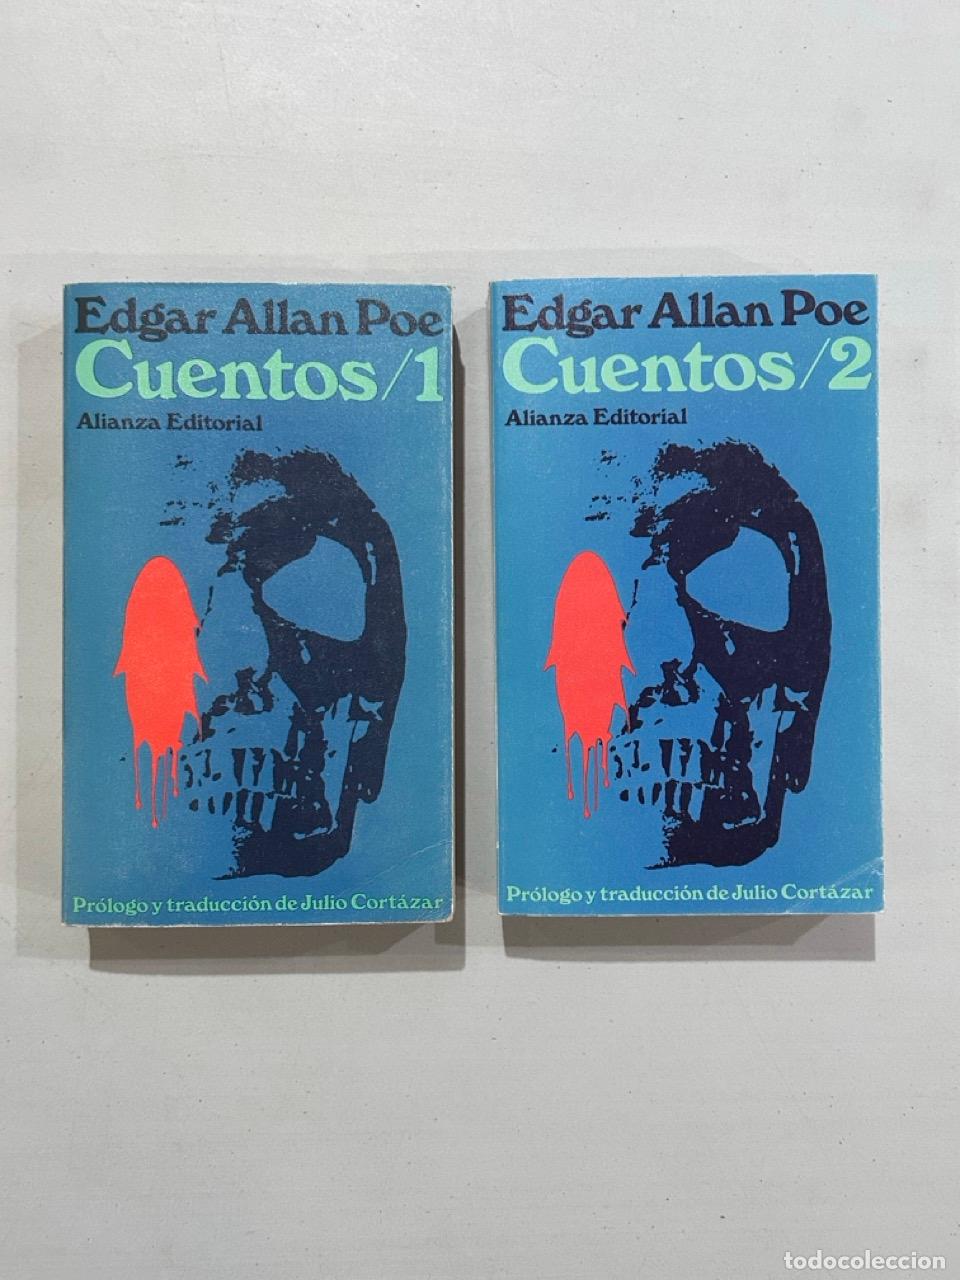 Edgar Allan Poe
Cuentos/1
Alianza Editorial
Prólogo y traducción de Julio Cortázar
Edgar Allan Poe
Cuentos/2
Alianza Editorial
Prólogo y traducción de Julio Cortázar
todocoleccion